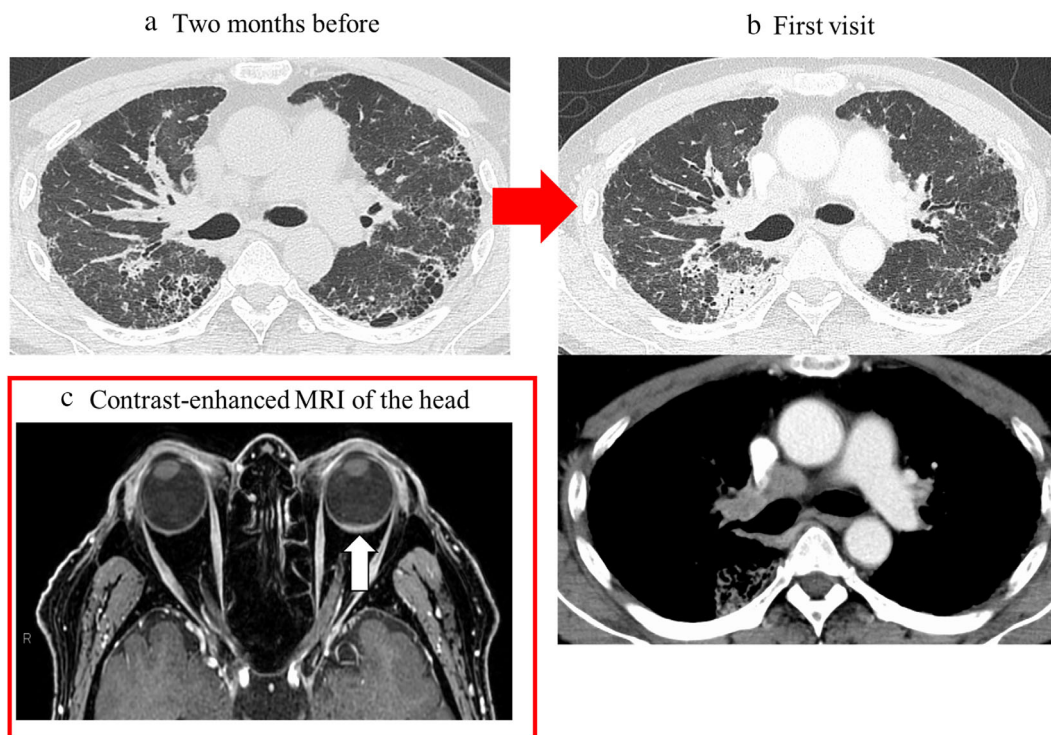 a Two months before
b First visit
c Contrast-enhanced MRI of the head
R